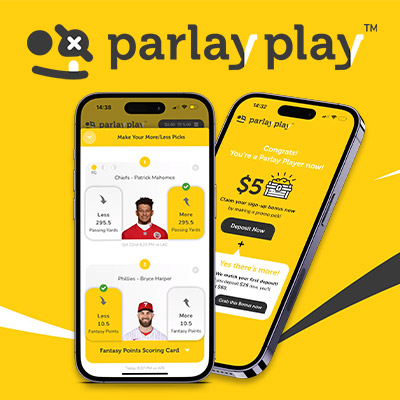 parlay play™
14:38
Make Your More/Less Picks
1
Chiefs - Patrick Mahomes
Less
295.5
Passing Yards
More
295.5
Passing Yards
2
Phillies - Bryce Harper
Less
10.5
Fantasy Points
More
10.5
Fantasy Points
Fantasy Points Scoring Card
14:32
parlay play
Congrats!
You're a Parlay Player now!
$5
Claim your sign-up bonus now
by making a promo pick!
Deposit Now
+
Yes there's more!
We match your first deposit!
Grab this Bonus now